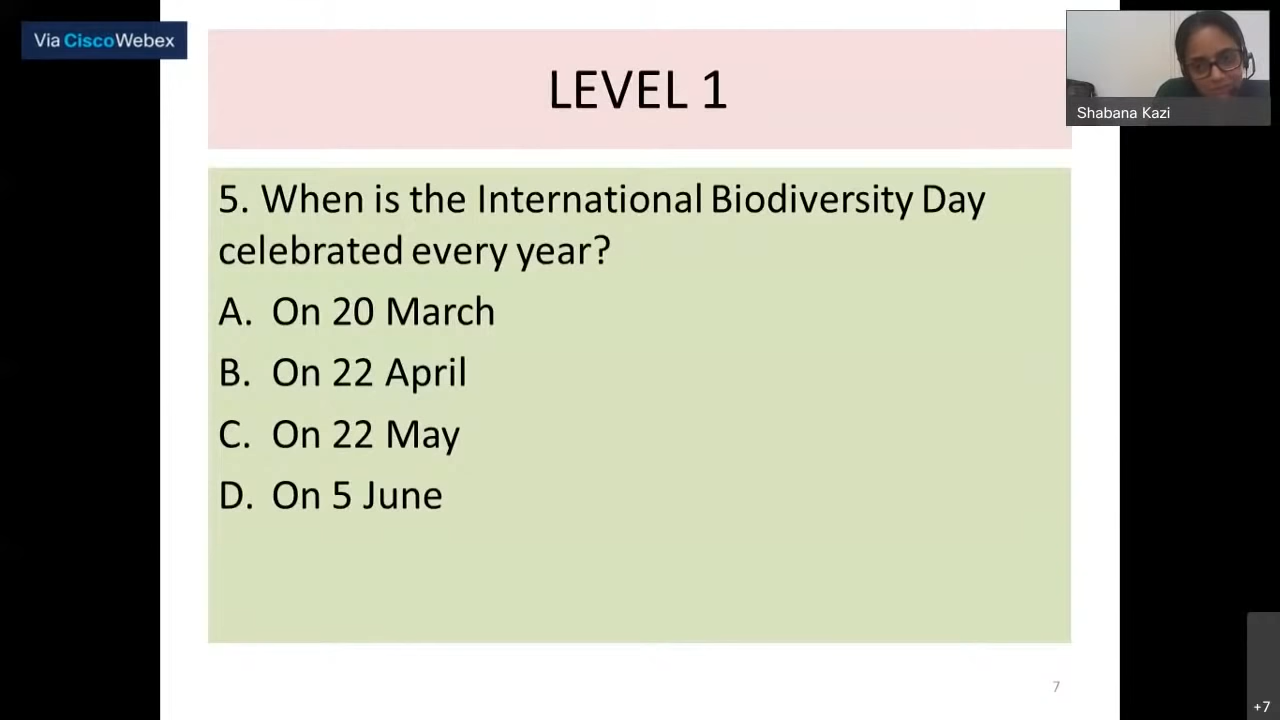 Via CiscoWebex
LEVEL 1
Shabana Kazi
5. When is the International Biodiversity Day
celebrated every year?
A. On 20 March
B. On 22 April
C. On 22 May
D. On 5 June
7
+7